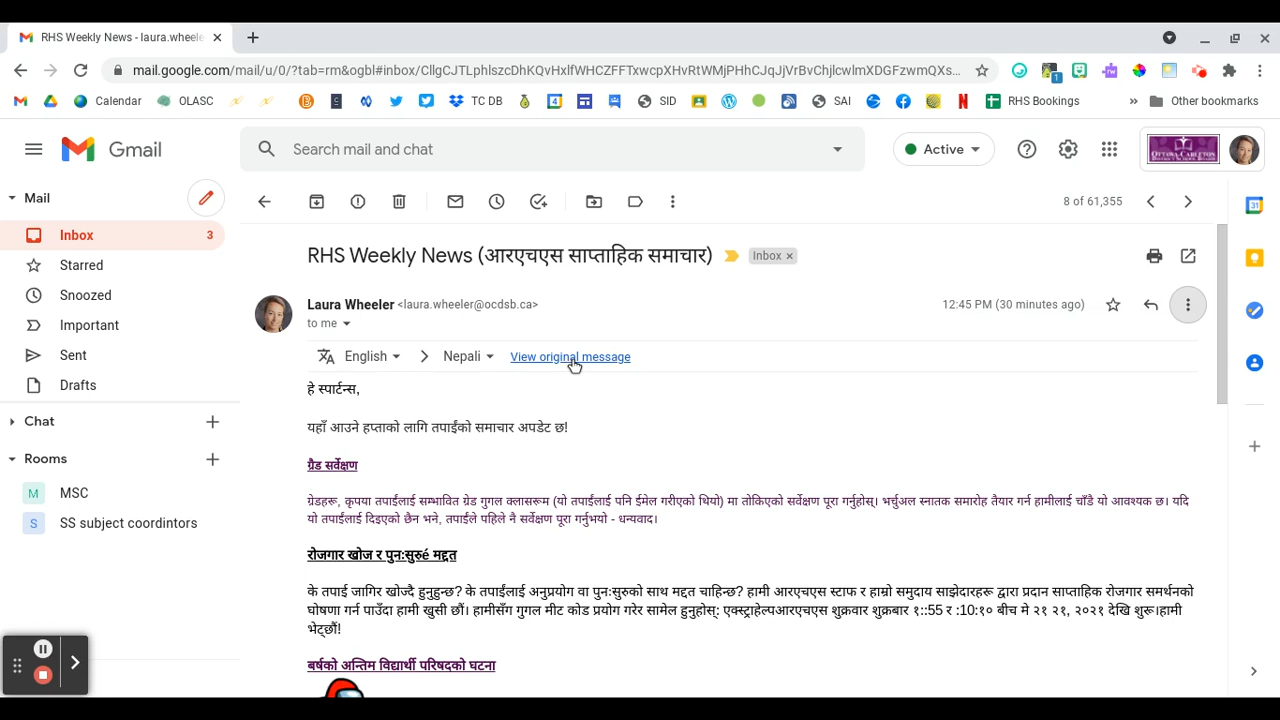 RHS Weekly News - laura.wheele
mail.google.com/mail/u/0/?tab=rm&ogbl#inbox/
Calendar
OLASC
TC DB
SID
SAI
RHS Bookings
Other bookmarks
Gmail
Search mail and chat
Active
OTTAWA-CARLETON
DISTRICT SCHOOL BOARD
Mail
8 of 61,355
Inbox 3
Starred
Snoozed
Important
Sent
Drafts
Chat
Rooms
M MSC
S SS subject coordintors
RHS Weekly News (आरएचएस साप्ताहिक समाचार)
Inbox ×
Laura Wheeler <laura.wheeler@ocdsb.ca>
12:45 PM (30 minutes ago)
to me
English > Nepali View original message
हे स्पार्टन्स,
यहाँ आउने हप्ताको लागि तपाईंको समाचार अपडेट छ!
ग्रैड सर्वेक्षण
ग्रेडहरू, कृपया तपाईंलाई सम्भावित ग्रेड गुगल क्लासरूम (यो तपाईंलाई पनि ईमेल गरीएको थियो) मा तोकिएको सर्वेक्षण पूरा गर्नुहोस्। भर्चुअल स्नातक समारोह तैयार गर्न हामीलाई चाँडै यो आवश्यक छ। यदि
यो तपाईंलाई दिइएको छैन भने, तपाईंले पहिले नै सर्वेक्षण पूरा गर्नुभयो - धन्यवाद।
रोजगार खोज र पुनःसुरुé मद्दत
के तपाई जागिर खोज्दै हुनुहुन्छ? के तपाईंलाई अनुप्रयोग वा पुनःसुरुको साथ मद्दत चाहिन्छ? हामी आरएचएस स्टाफ र हाम्रो समुदाय साझेदारहरू द्वारा प्रदान साप्ताहिक रोजगार समर्थनको
घोषणा गर्न पाउँदा हामी खुसी छौं। हामीसँग गुगल मीट कोड प्रयोग गरेर सामेल हुनुहोस्: एक्स्ट्राहेल्पआरएचएस शुक्रवार शुक्रबार १::55 र :10:१० बीच मे २१ २१, २०२१ देखि शुरू।हामी
भेट्छौं!
बर्षको अन्तिम विद्यार्थी परिषदको घटना